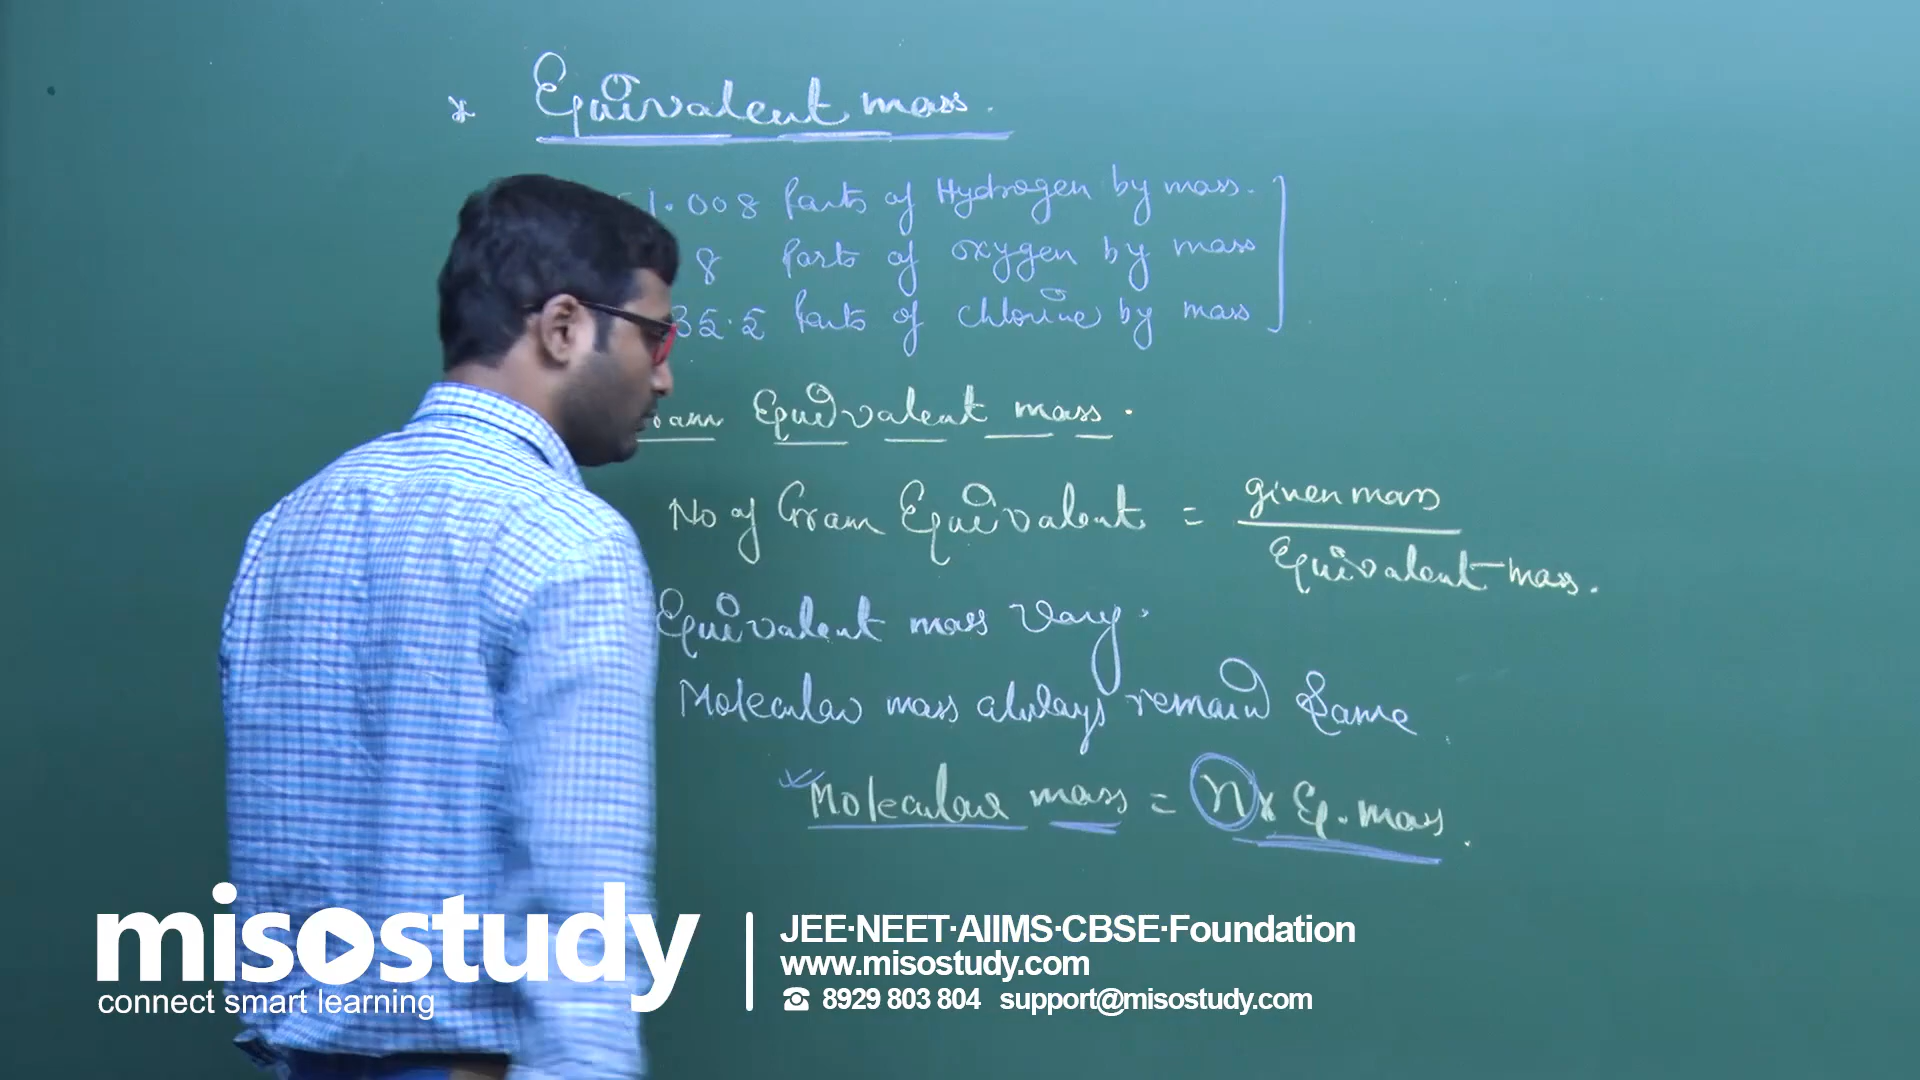 * Equivalent mass.
1.008 Parts of Hydrogen by mass.
8 Parts of oxygen by mass
35.5 Parts of chlorine by mass
Equivalent mass.
No of Gram Equivalent = given mass
Equivalent mass.
Equivalent mass vary.
Molecular mass always remain Same
Molecular mass = n x Eq. mass.
misostudy
connect smart learning
JEE·NEET·AIIMS·CBSE·Foundation
www.misostudy.com
☎ 8929 803 804 support@misostudy.com